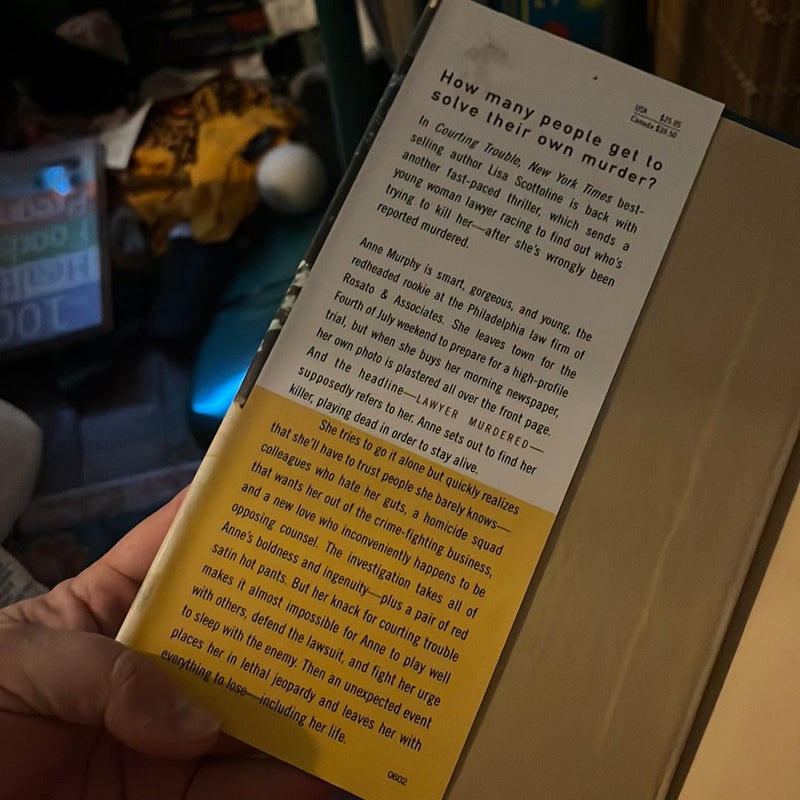 How many people get to
solve their own murder?
USA $25.95
Canada $39.50
In Courting Trouble, New York Times best-
selling author Lisa Scottoline is back with
another fast-paced thriller, which sends a
young woman lawyer racing to find out who's
trying to kill her—after she's wrongly been
reported murdered.
Anne Murphy is smart, gorgeous, and young, the
redheaded rookie at the Philadelphia law firm of
Rosato & Associates. She leaves town for the
Fourth of July weekend to prepare for a high-profile
trial, but when she buys her morning newspaper,
her own photo is plastered all over the front page.
And the headline—LAWYER MURDERED—
supposedly refers to her. Anne sets out to find her
killer, playing dead in order to stay alive.
She tries to go it alone but quickly realizes
that she'll have to trust people she barely knows—
colleagues who hate her guts, a homicide squad
that wants her out of the crime-fighting business,
and a new love who inconveniently happens to be
opposing counsel. The investigation takes all of
Anne's boldness and ingenuity—plus a pair of red
satin hot pants. But her knack for courting trouble
makes it almost impossible for Anne to play well
with others, defend the lawsuit, and fight her urge
to sleep with the enemy. Then an unexpected event
places her in lethal jeopardy and leaves her with
everything to lose—including her life.
0602
100